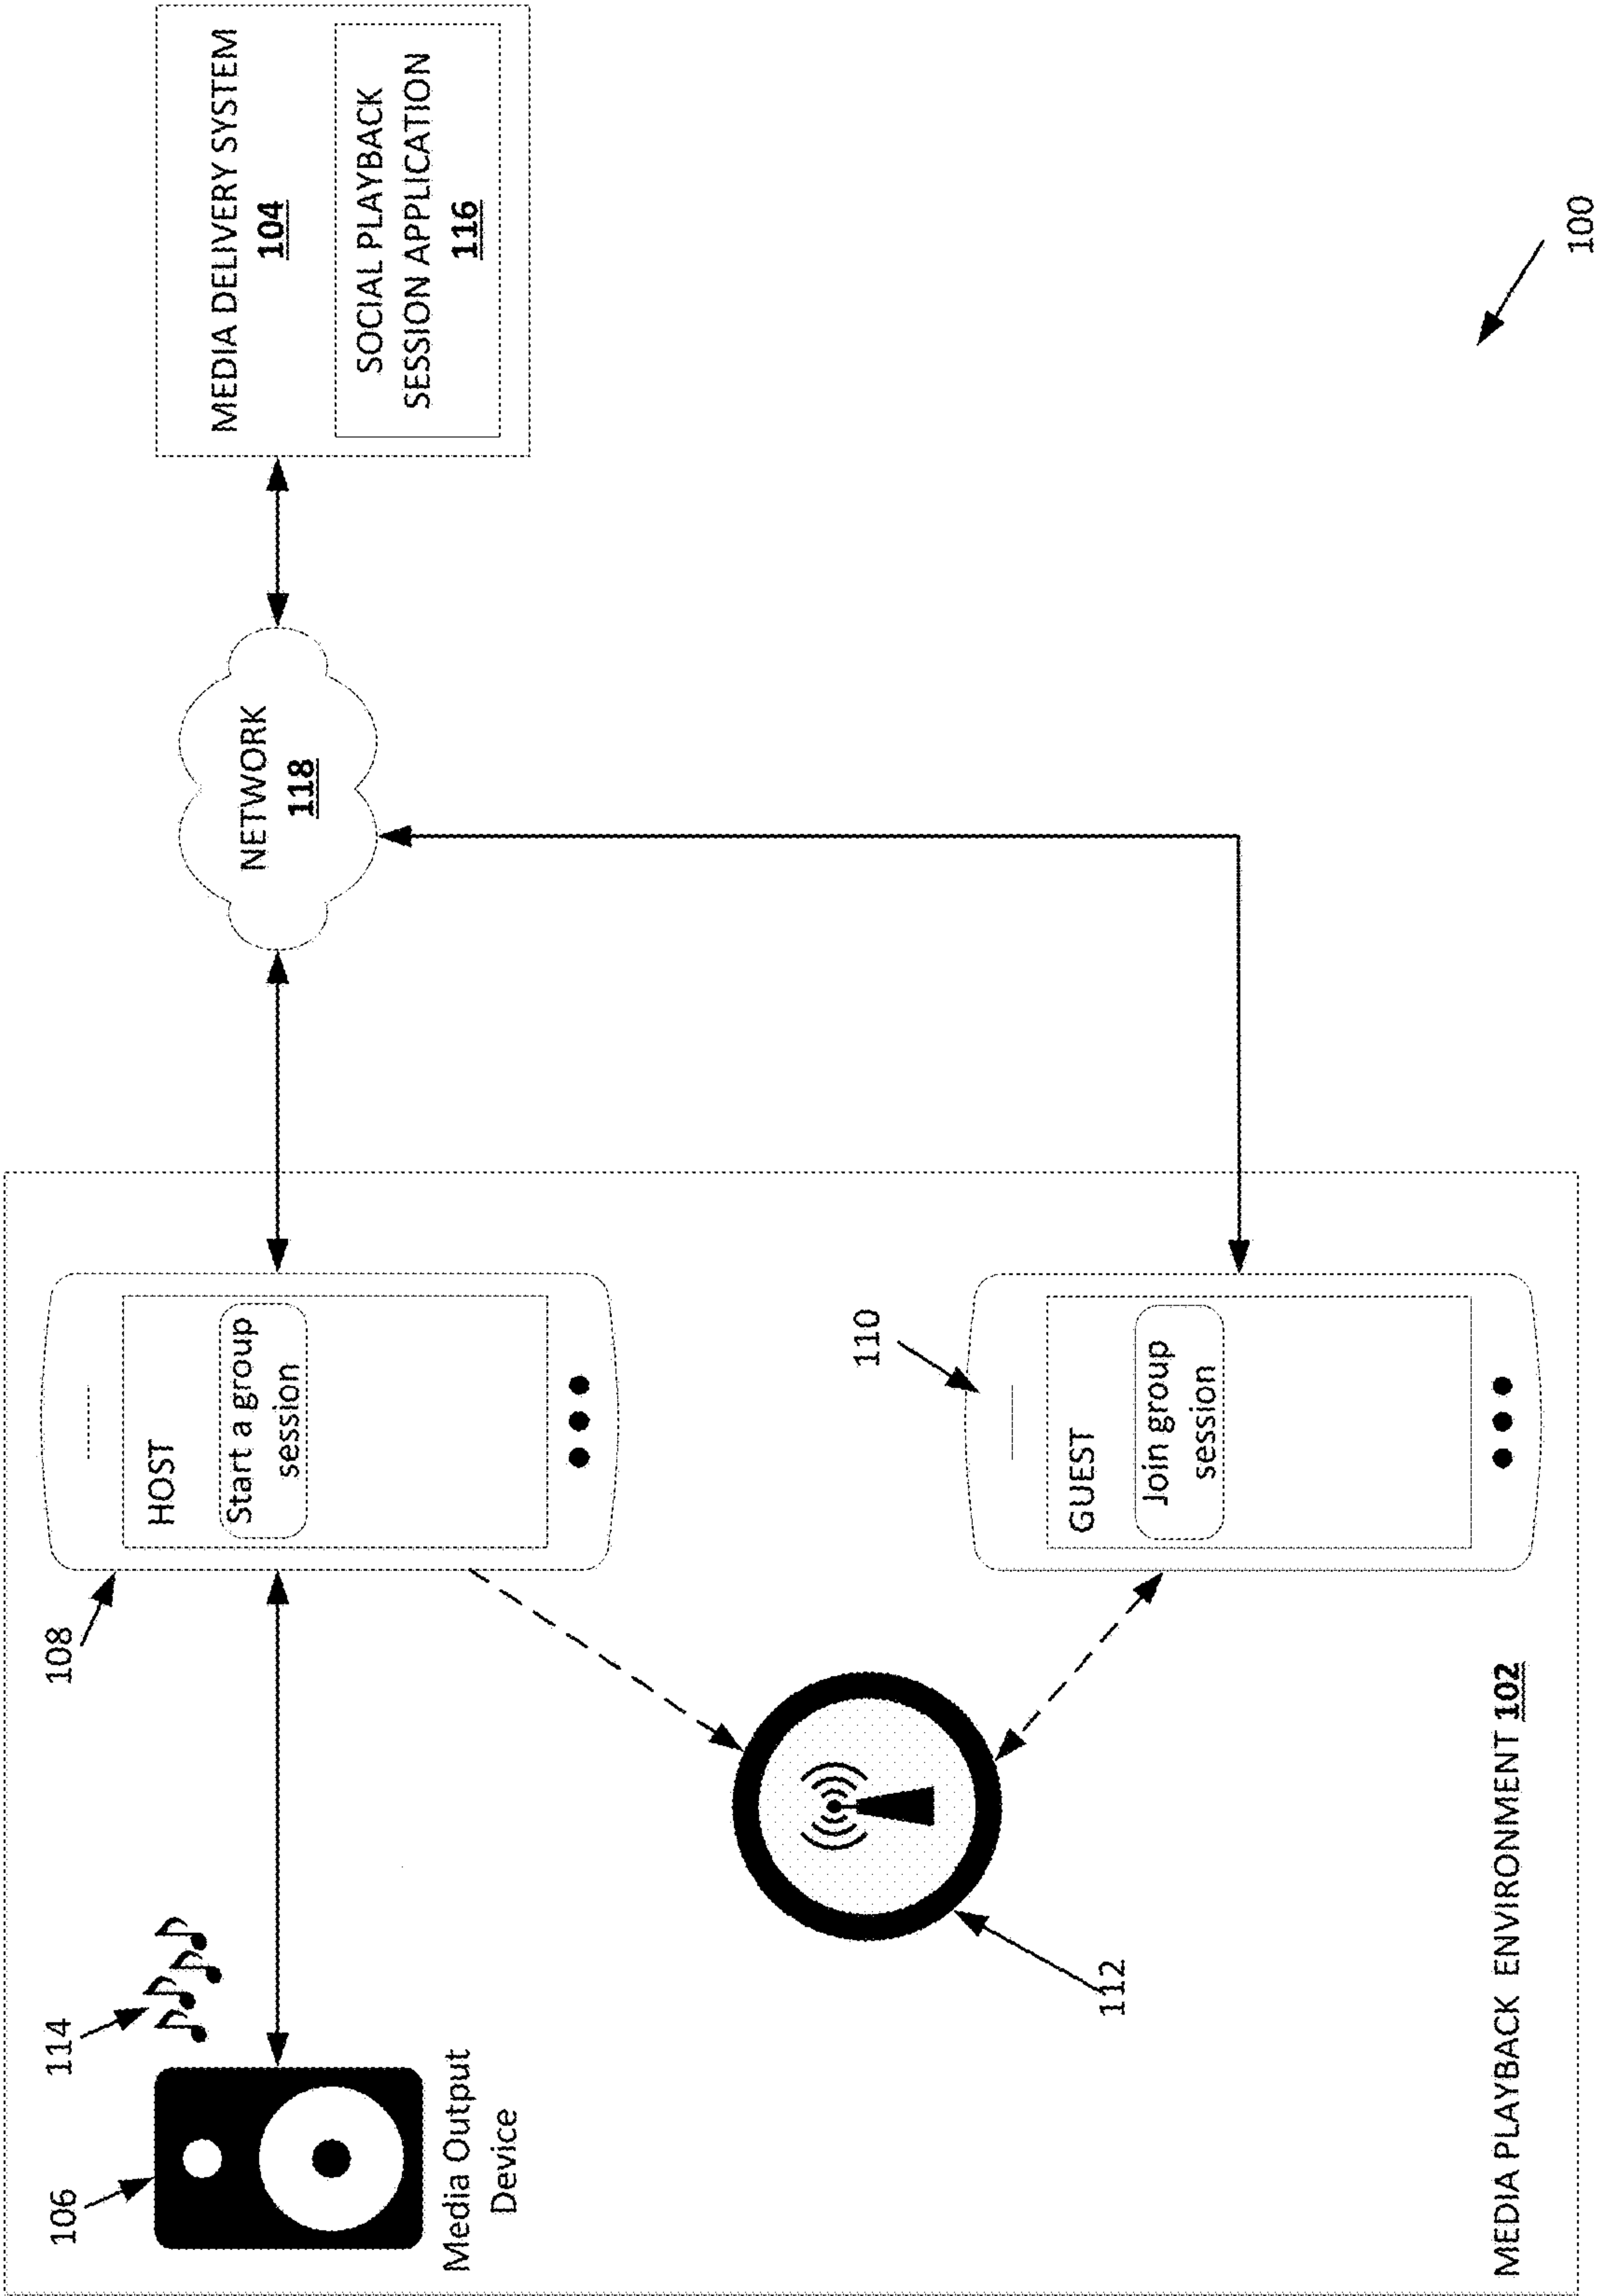 106
114
Media Output
Device
108
HOST
Start a group
session
NETWORK
118
MEDIA DELIVERY SYSTEM
104
SOCIAL PLAYBACK
SESSION APPLICATION
116
112
110
GUEST
Join group
session
MEDIA PLAYBACK ENVIRONMENT 102
100